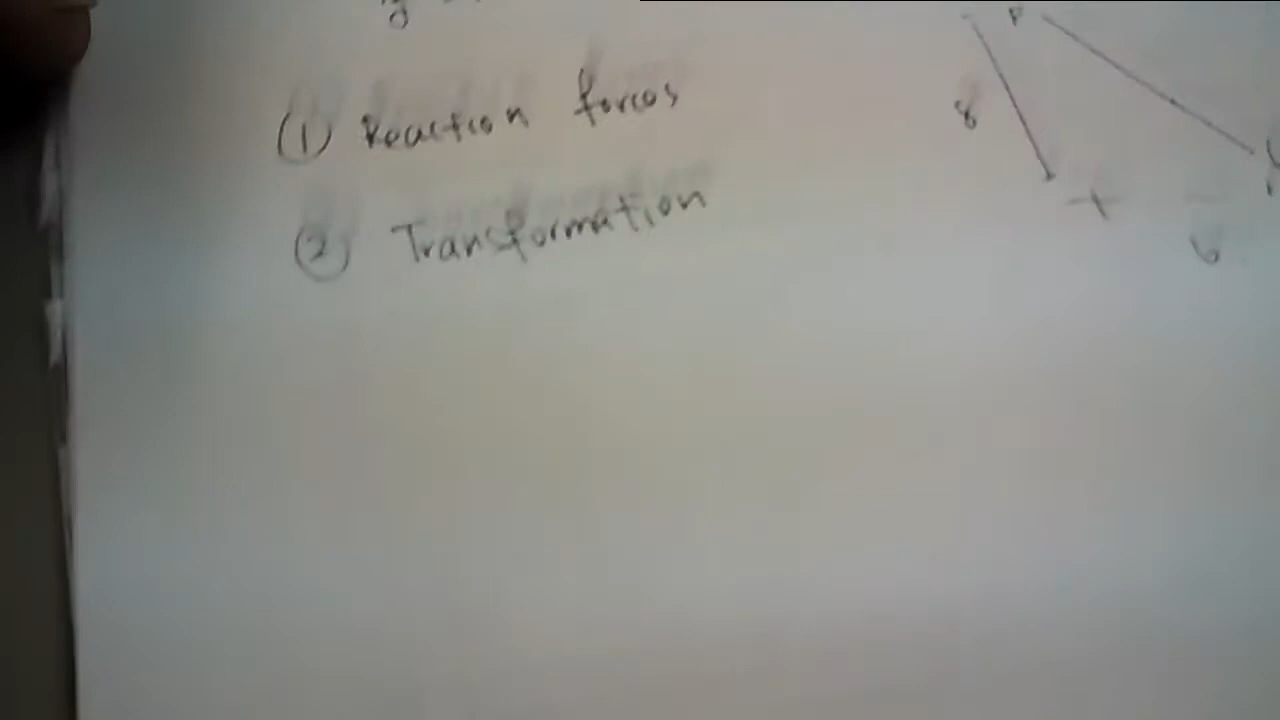 (1) Reaction forces
(2) Transformation
P
8
6